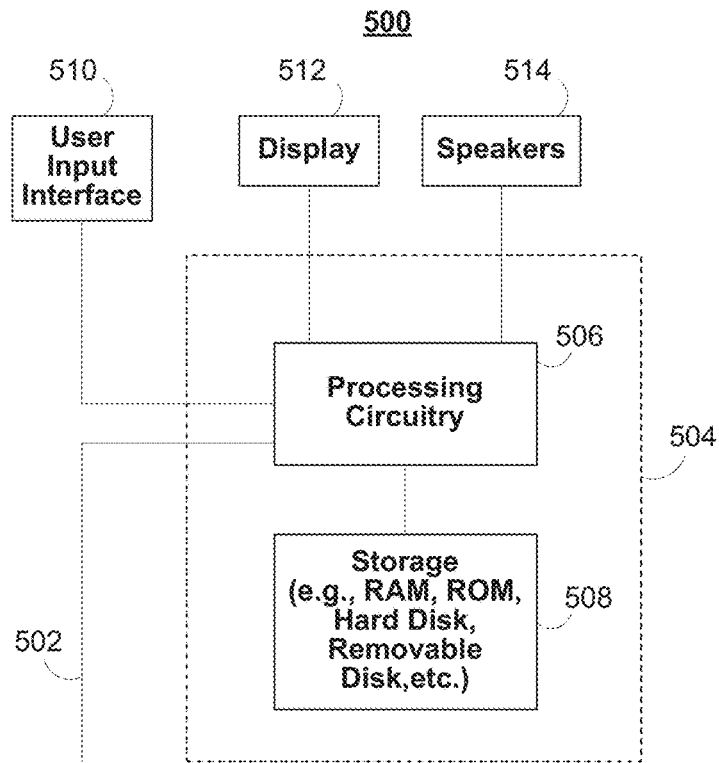 500
510
512
514
User
Input
Interface
Display
Speakers
506
Processing
Circuitry
504
Storage
(e.g., RAM, ROM,
Hard Disk,
Removable
Disk,etc.)
508
502